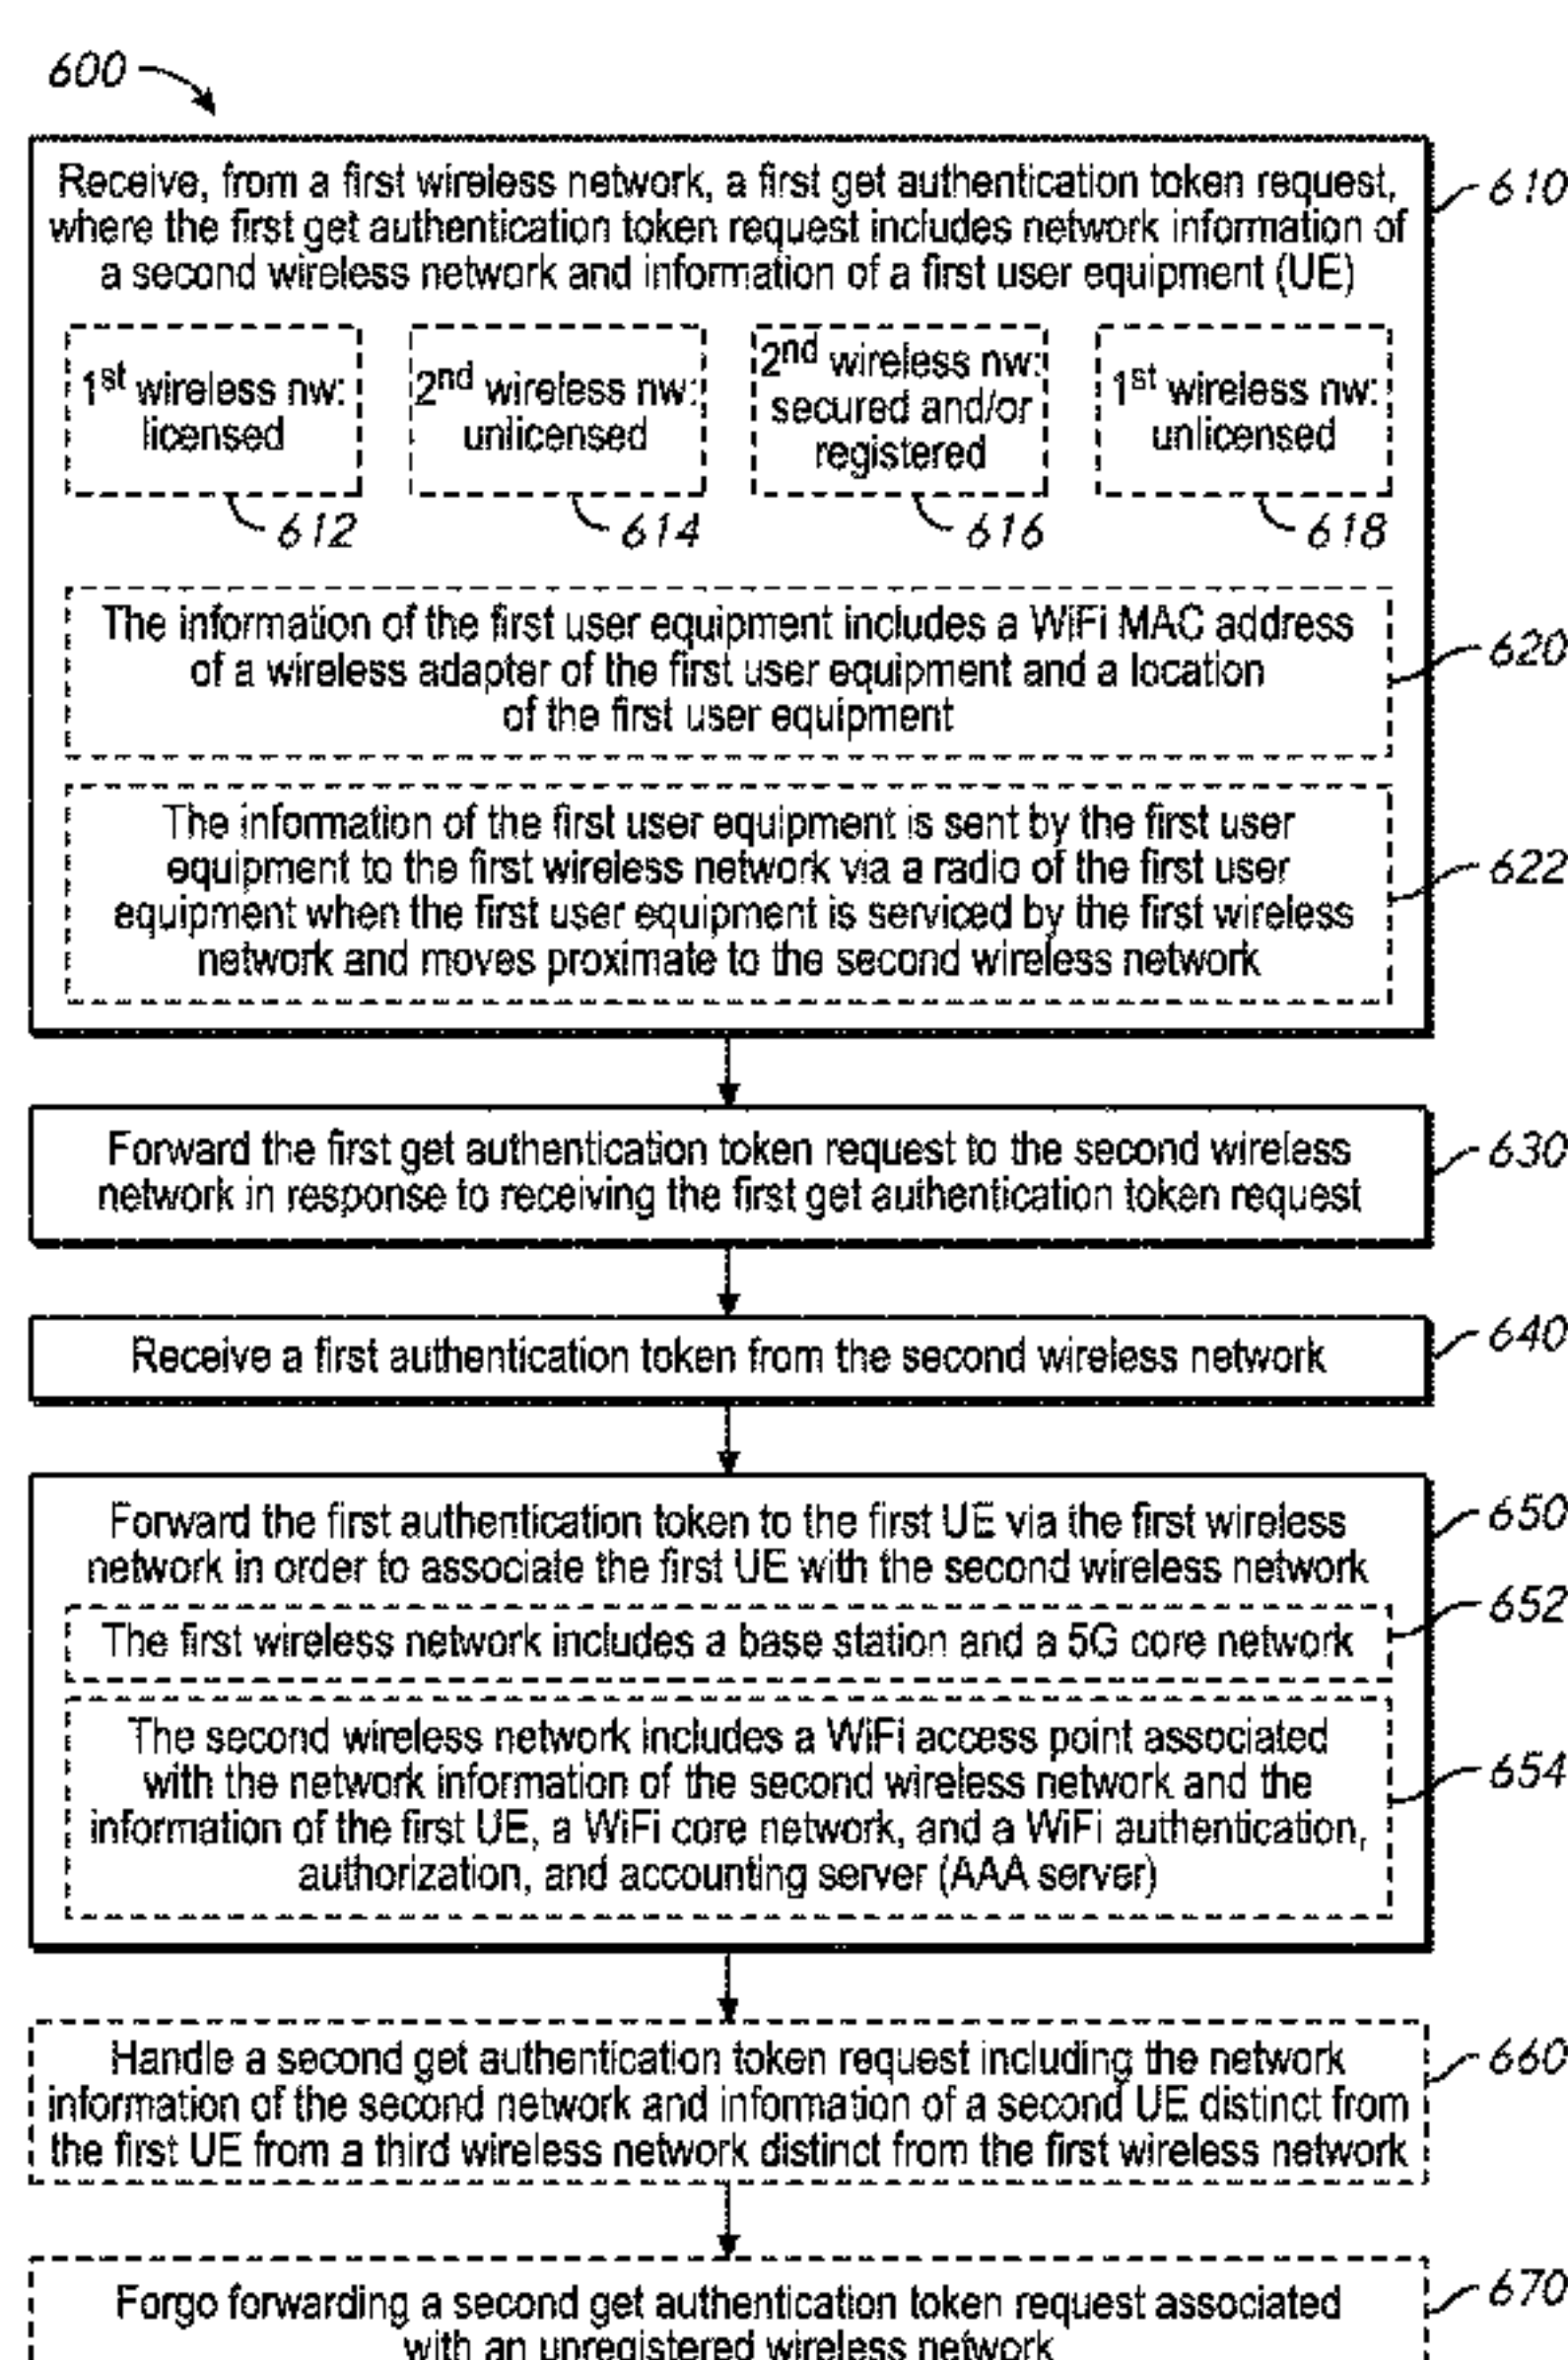 600
Receive, from a first wireless network, a first get authentication token request,
where the first get authentication token request includes network information of
a second wireless network and information of a first user equipment (UE)
610
1st wireless nw:
licensed
612
2nd wireless nw:
unlicensed
614
2nd wireless nw:
secured and/or
registered
616
1st wireless nw:
unlicensed
618
The information of the first user equipment includes a WiFi MAC address
of a wireless adapter of the first user equipment and a location
of the first user equipment
620
The information of the first user equipment is sent by the first user
equipment to the first wireless network via a radio of the first user
equipment when the first user equipment is serviced by the first wireless
network and moves proximate to the second wireless network
622
Forward the first get authentication token request to the second wireless
network in response to receiving the first get authentication token request
630
Receive a first authentication token from the second wireless network
640
Forward the first authentication token to the first UE via the first wireless
network in order to associate the first UE with the second wireless network
650
The first wireless network includes a base station and a 5G core network
652
The second wireless network includes a WiFi access point associated
with the network information of the second wireless network and the
information of the first UE, a WiFi core network, and a WiFi authentication,
authorization, and accounting server (AAA server)
654
Handle a second get authentication token request including the network
information of the second network and information of a second UE distinct from
the first UE from a third wireless network distinct from the first wireless network
660
Forgo forwarding a second get authentication token request associated
with an unregistered wireless network
670